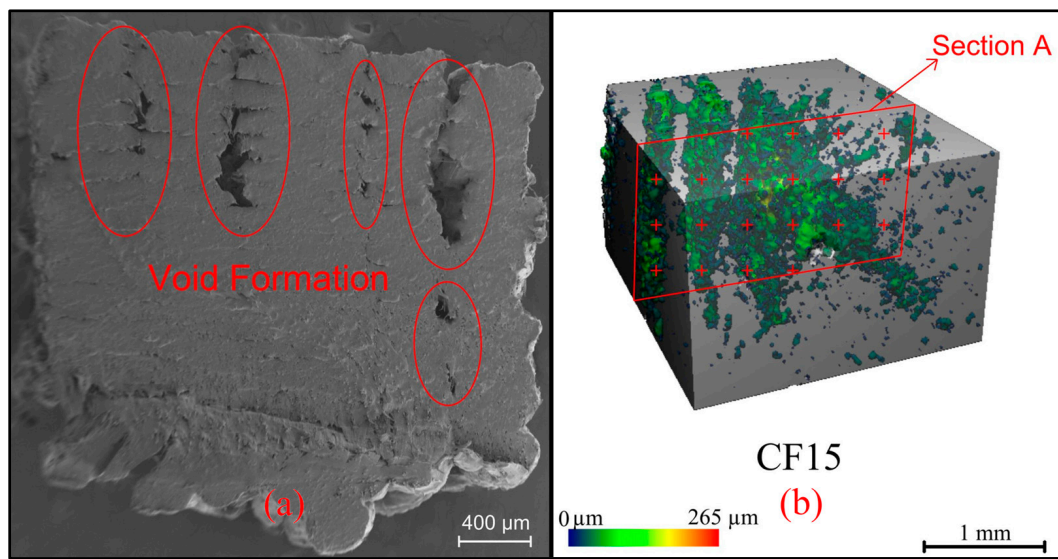 Void Formation
(a)
400 µm
Section A
CF15
(b)
0 µm
265 µm
1 mm